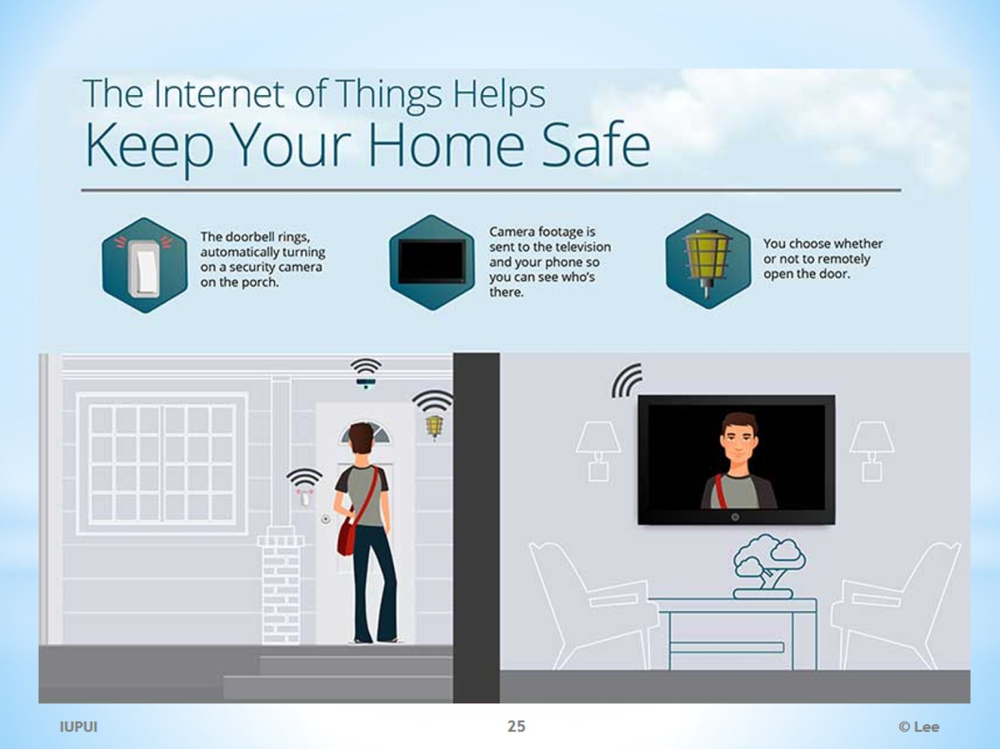 The Internet of Things Helps
Keep Your Home Safe
The doorbell rings,
automatically turning
on a security camera
on the porch.
Camera footage is
sent to the television
and your phone so
you can see who's
there.
You choose whether
or not to remotely
open the door.
IUPUI
25
© Lee